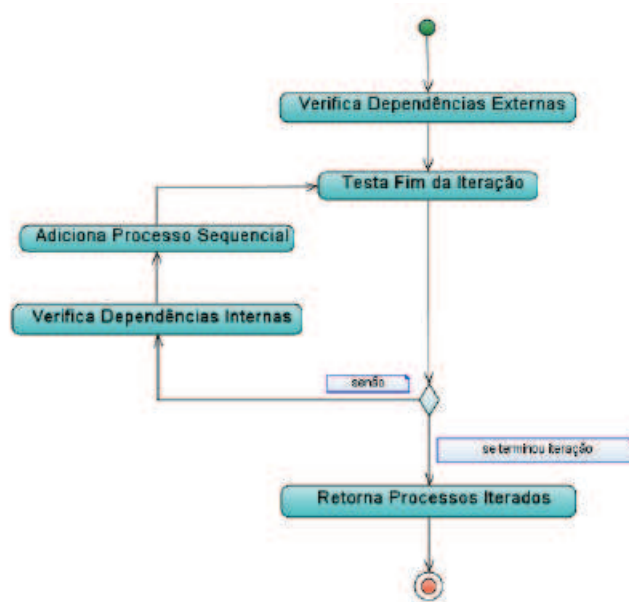 Verifica Dependências Externas
Testa Fim da Iteração
Adiciona Processo Sequencial
Verifica Dependências Internas
senão
se terminou iteração
Retorna Processos Iterados